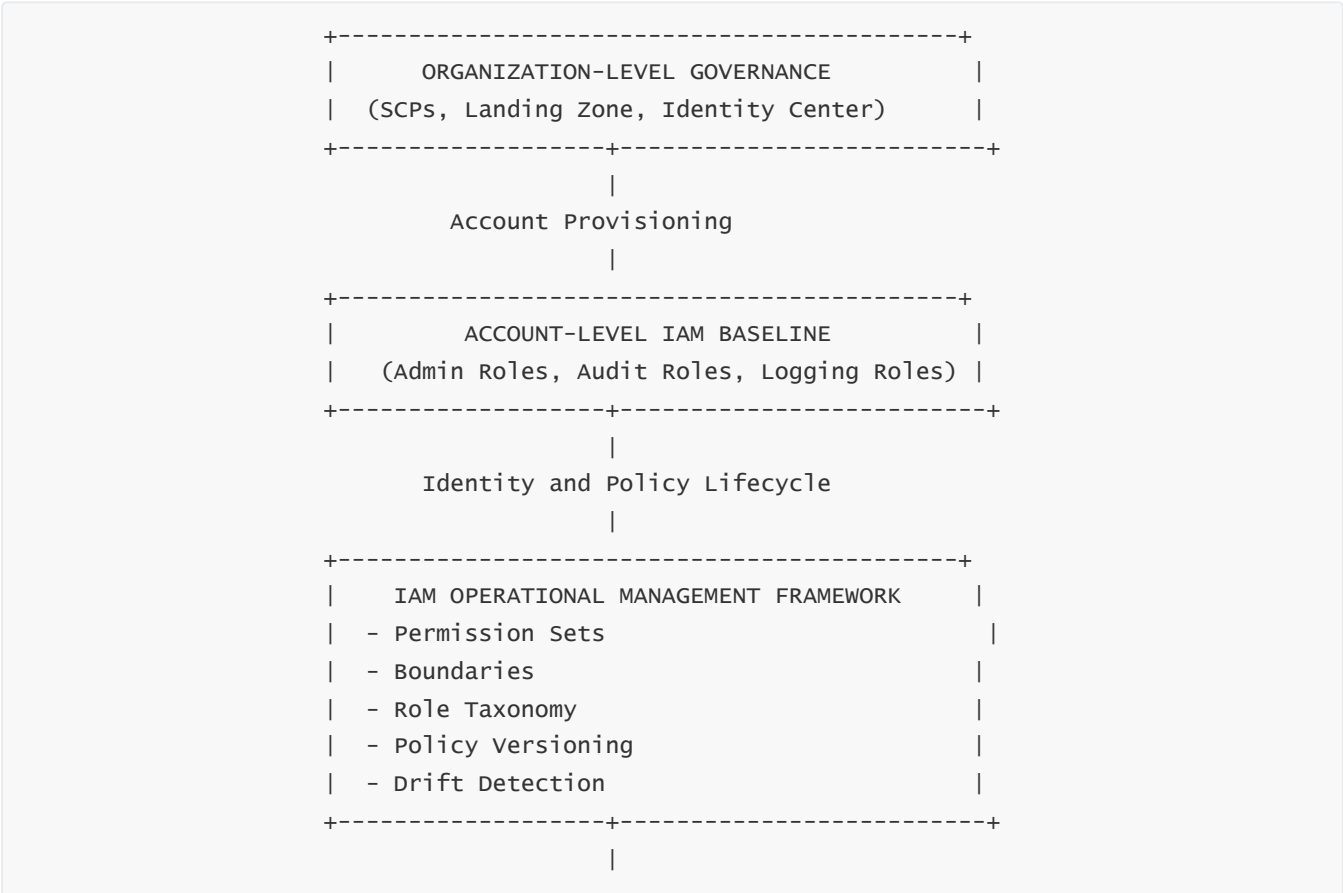 +--------------------------------------------+
|      ORGANIZATION-LEVEL GOVERNANCE          |
|  (SCPs, Landing Zone, Identity Center)      |
+-------------------+--------------------------+
|
Account Provisioning
|
+--------------------------------------------+
|         ACCOUNT-LEVEL IAM BASELINE          |
|   (Admin Roles, Audit Roles, Logging Roles) |
+-------------------+--------------------------+
|
Identity and Policy Lifecycle
|
+--------------------------------------------+
|    IAM OPERATIONAL MANAGEMENT FRAMEWORK     |
|  - Permission Sets                           |
|  - Boundaries                               |
|  - Role Taxonomy                            |
|  - Policy Versioning                        |
|  - Drift Detection                          |
+-------------------+--------------------------+
|